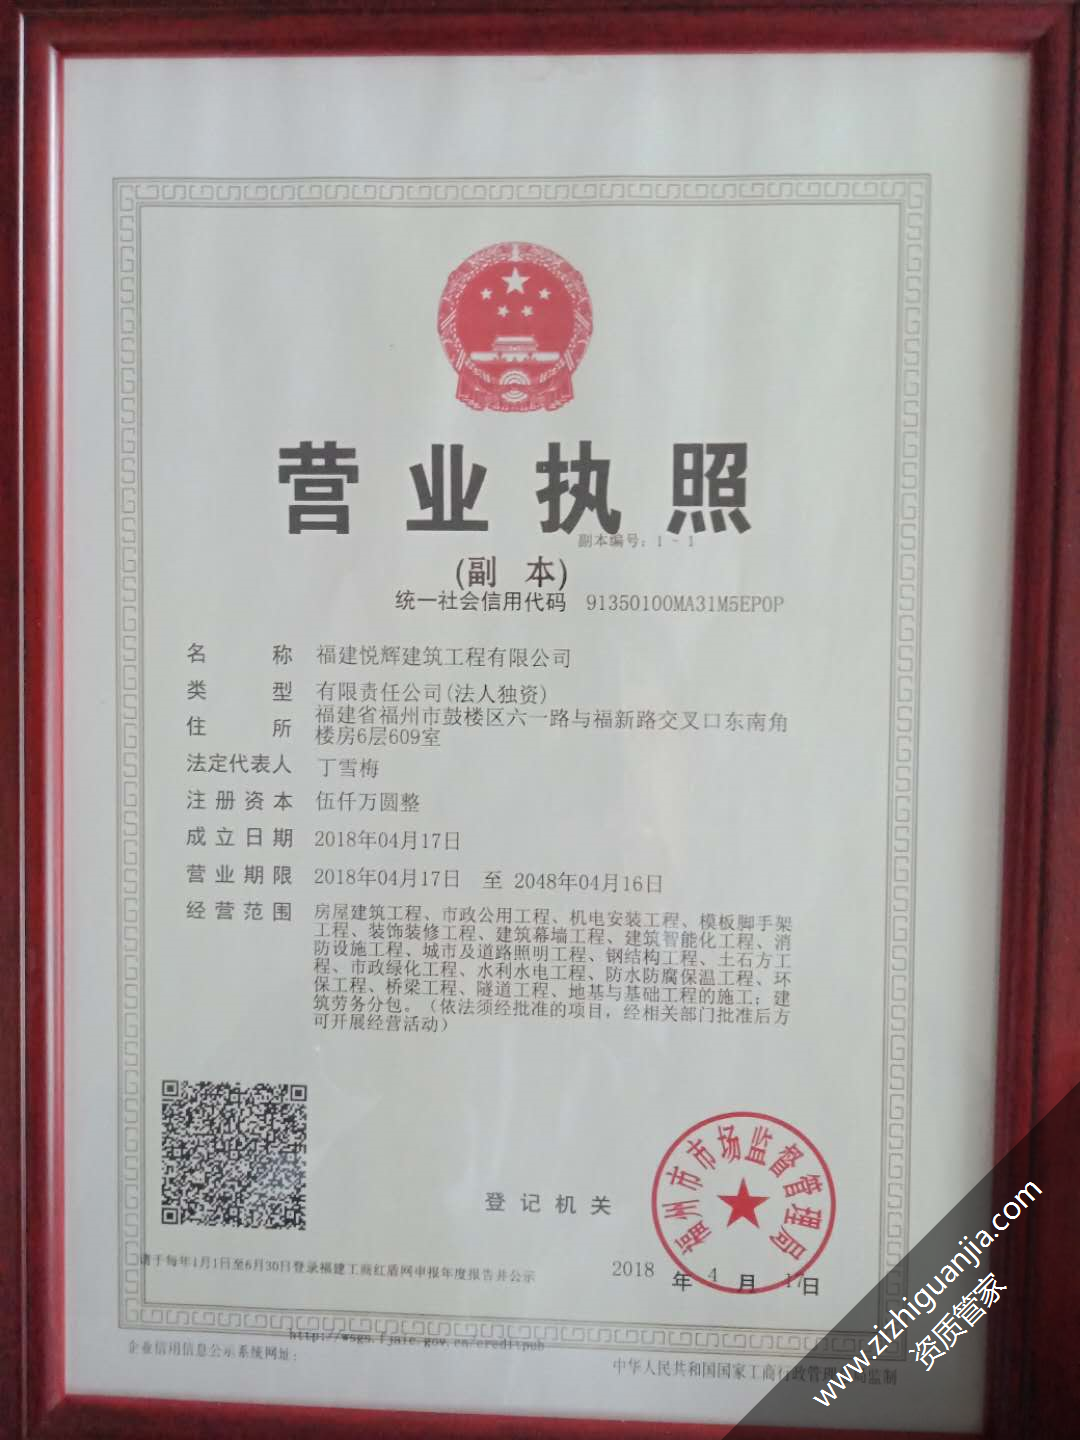 营业执照
副本编号：1－1
(副 本)
统一社会信用代码 91350100MA31M5EP0P
名称 福建悦辉建筑工程有限公司
类型 有限责任公司(法人独资)
住所 福建省福州市鼓楼区六一路与福新路交叉口东南角
楼房6层609室
法定代表人 丁雪梅
注册资本 伍仟万圆整
成立日期 2018年04月17日
营业期限 2018年04月17日 至 2048年04月16日
经营范围 房屋建筑工程、市政公用工程、机电安装工程、模板脚手架
工程、装饰装修工程、建筑幕墙工程、建筑智能化工程、消
防设施工程、城市及道路照明工程、钢结构工程、土石方工
程、市政绿化工程、水利水电工程、防水防腐保温工程、环
保工程、桥梁工程、隧道工程、地基与基础工程的施工；建
筑劳务分包。（依法须经批准的项目，经相关部门批准后方
可开展经营活动）
登记机关
福州市市场监督管理局
请于每年1月1日至6月30日登录福建工商红盾网申报年度报告并公示
2018 年 4 月 17日
http://wsgs.fjaic.gov.cn/creditpub
企业信用信息公示系统网址：
中华人民共和国国家工商行政管理总局监制
www.zizhiguanjia.com
资质管家